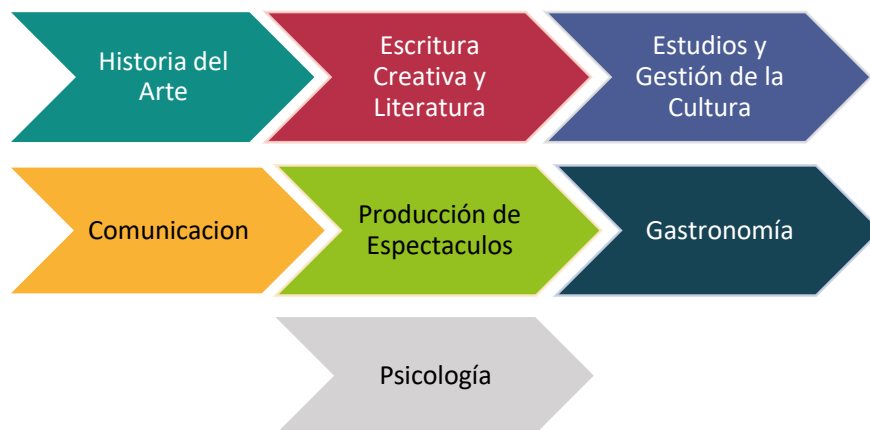 Historia del
Arte
Escritura
Creativa y
Literatura
Estudios y
Gestión de la
Cultura
Comunicacion
Producción de
Espectaculos
Gastronomía
Psicología